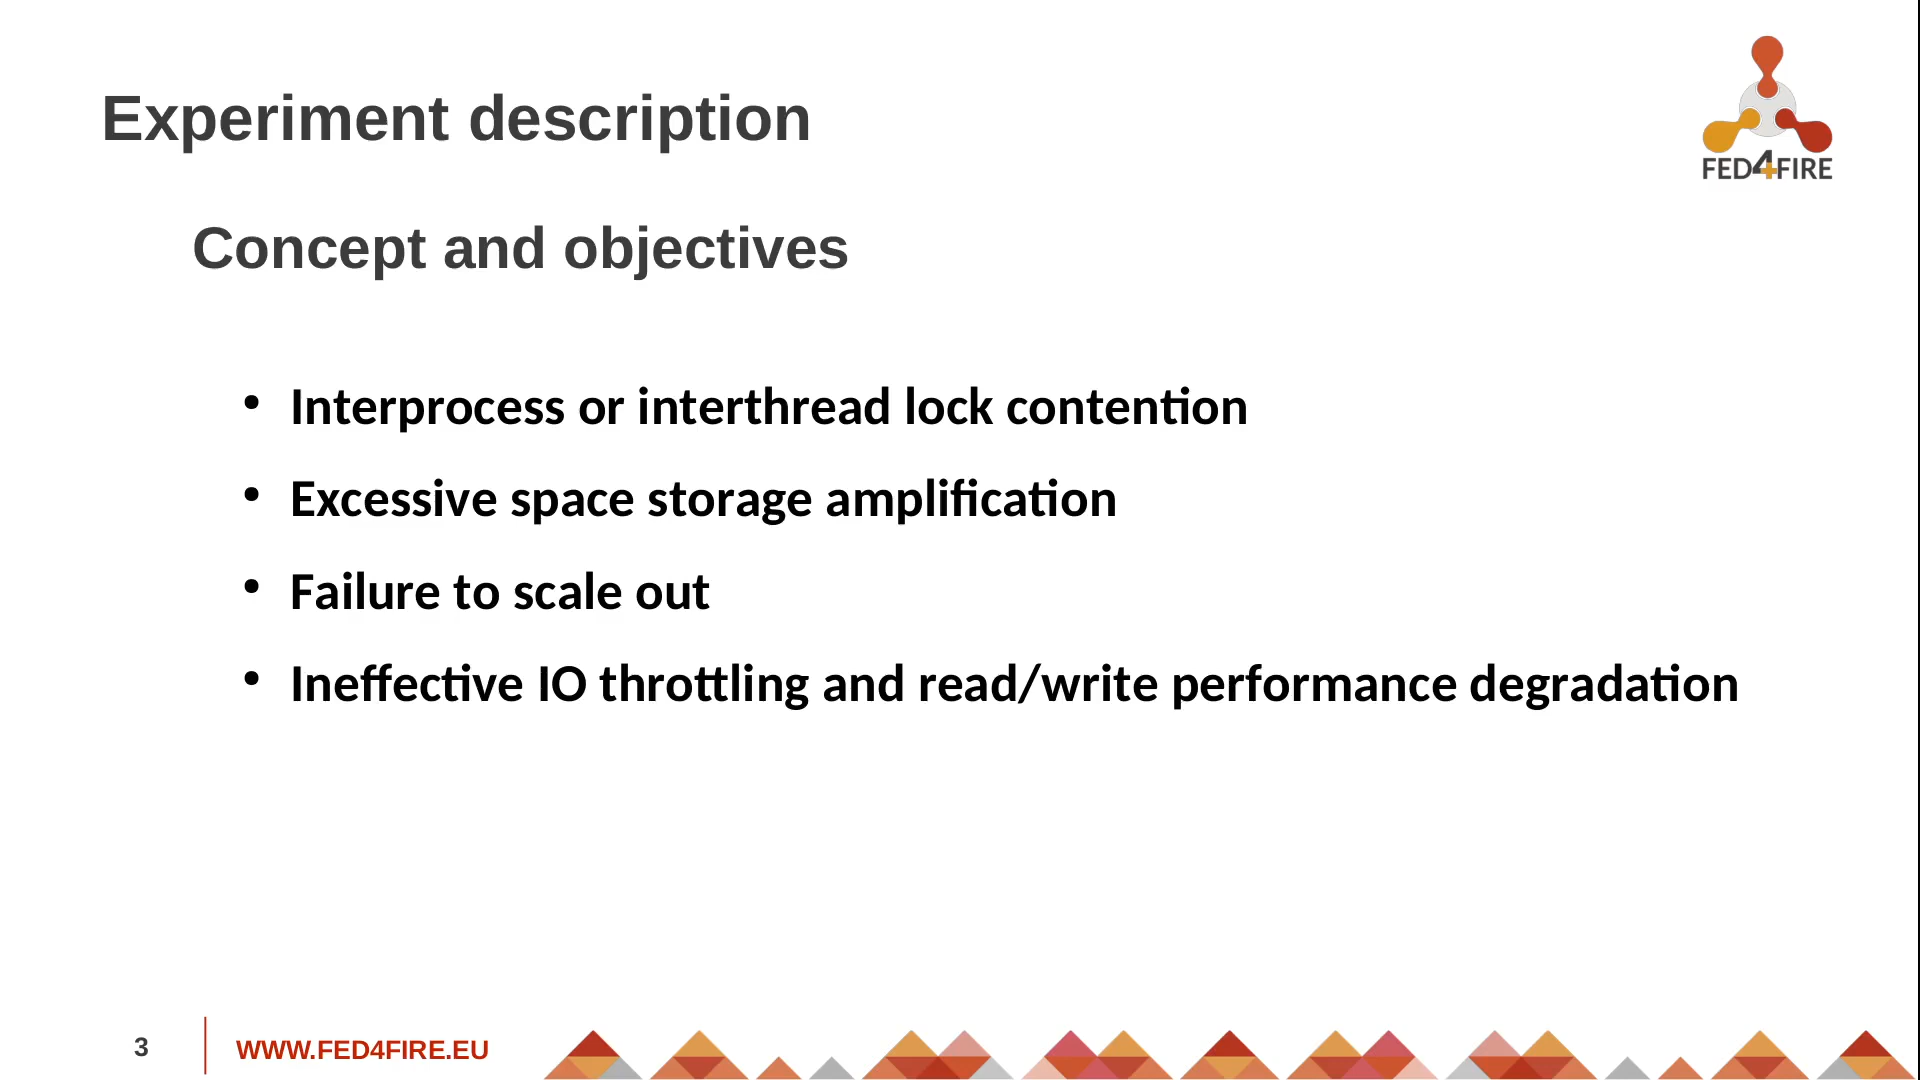 Experiment description
FED4FIRE
Concept and objectives
• Interprocess or interthread lock contention
• Excessive space storage amplification
• Failure to scale out
• Ineffective IO throttling and read/write performance degradation
3
WWW.FED4FIRE.EU